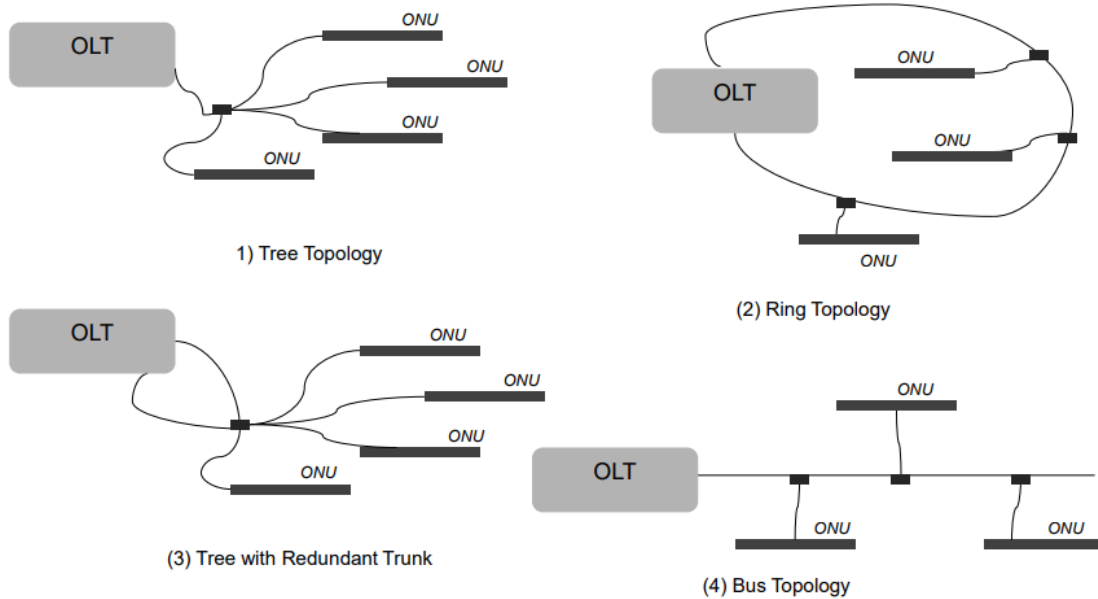 OLT
ONU
ONU
ONU
ONU
1) Tree Topology
OLT
ONU
ONU
ONU
(2) Ring Topology
OLT
ONU
ONU
ONU
ONU
(3) Tree with Redundant Trunk
OLT
ONU
ONU
ONU
(4) Bus Topology